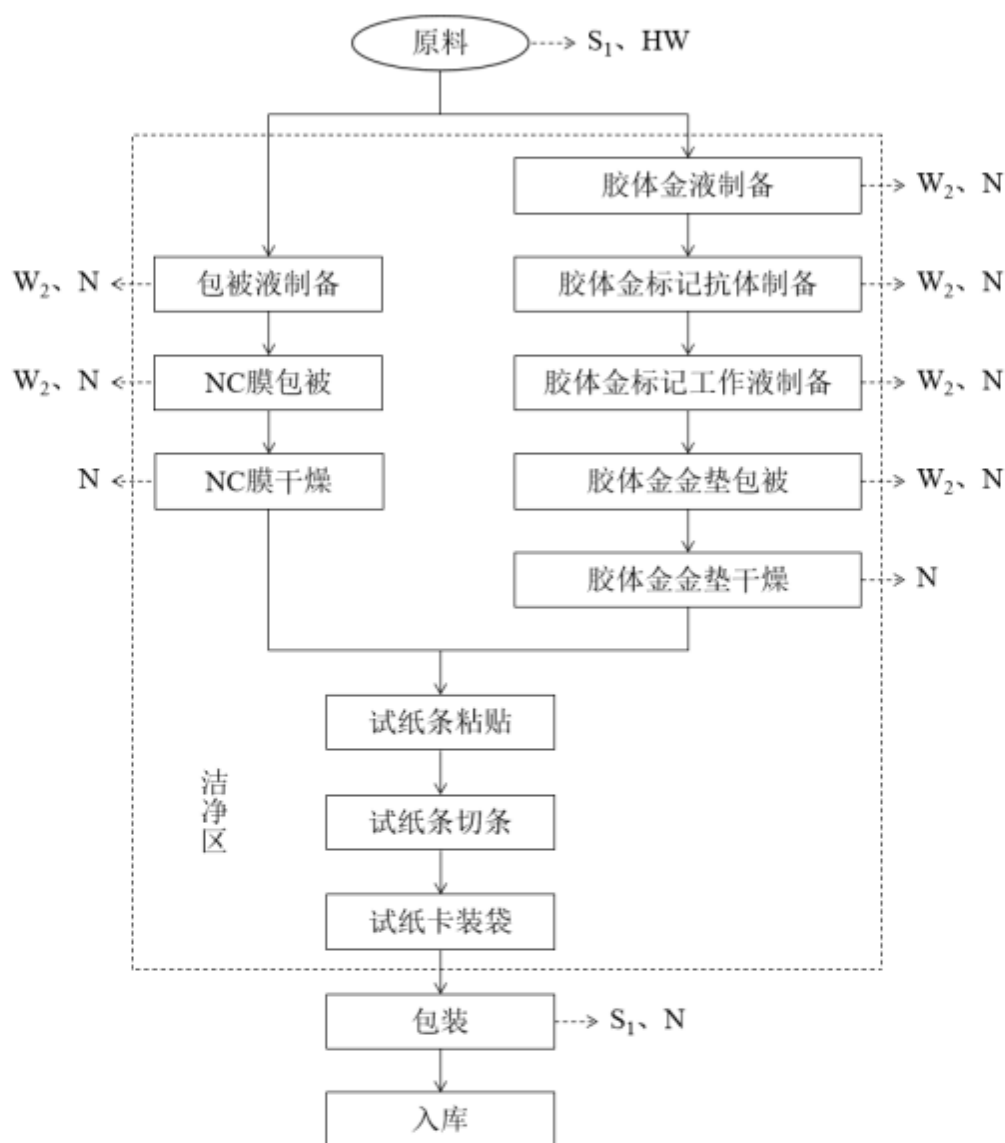 原料
S₁、HW
胶体金液制备
W₂、N
W₂、N
包被液制备
胶体金标记抗体制备
W₂、N
W₂、N
NC膜包被
胶体金标记工作液制备
W₂、N
N
NC膜干燥
胶体金金垫包被
W₂、N
胶体金金垫干燥
N
试纸条粘贴
洁净区
试纸条切条
试纸卡装袋
包装
S₁、N
入库